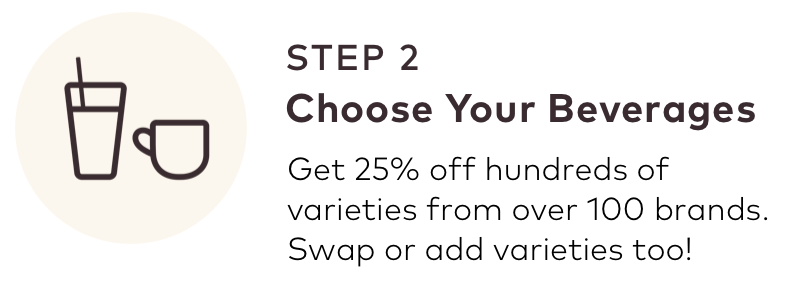 STEP 2
Choose Your Beverages
Get 25% off hundreds of
varieties from over 100 brands.
Swap or add varieties too!